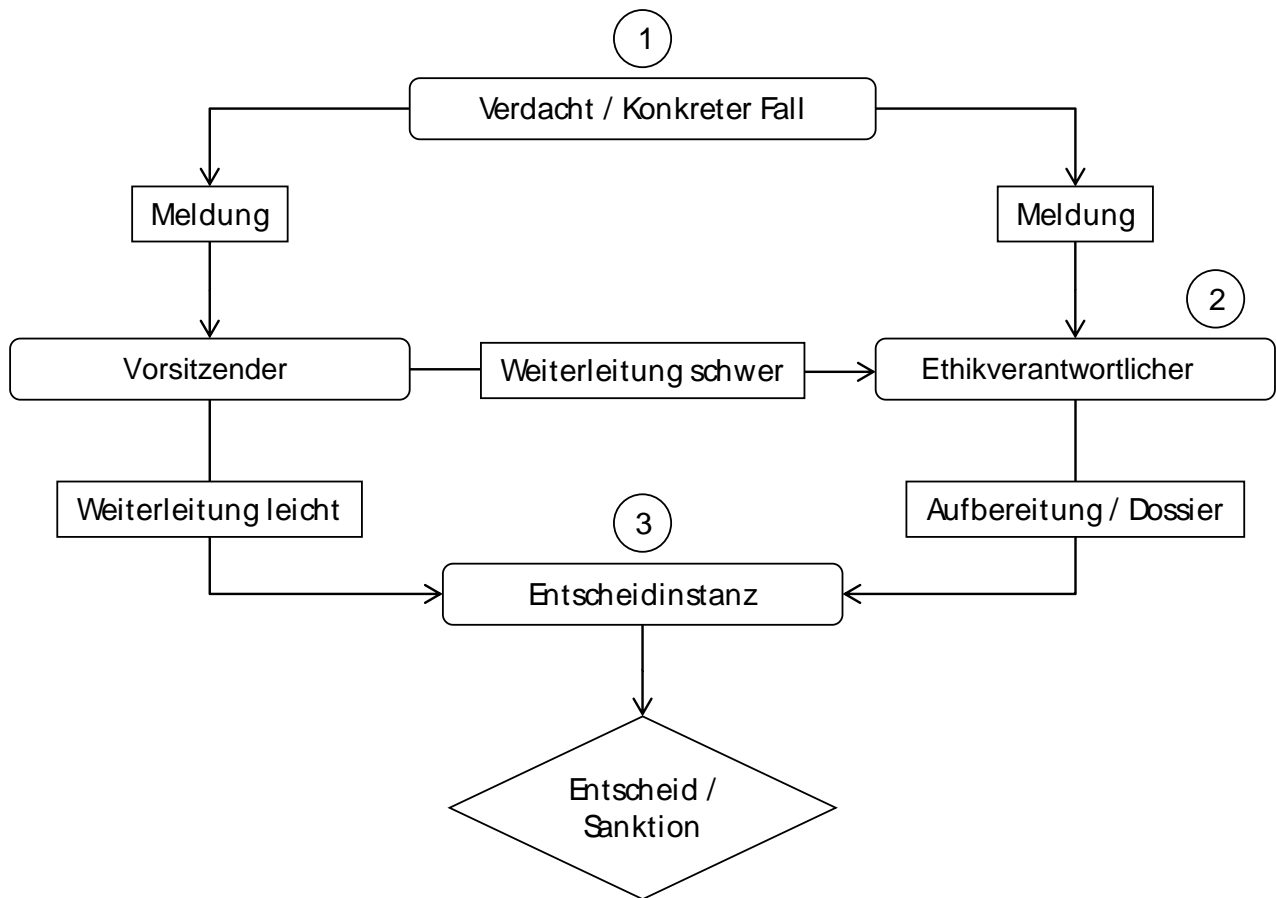 1
Verdacht / Konkreter Fall
Meldung
Meldung
2
Vorsitzender
Weiterleitung schwer
Ethikverantwortlicher
Weiterleitung leicht
Aufbereitung / Dossier
3
Entscheidinstanz
Entscheid /
Sanktion